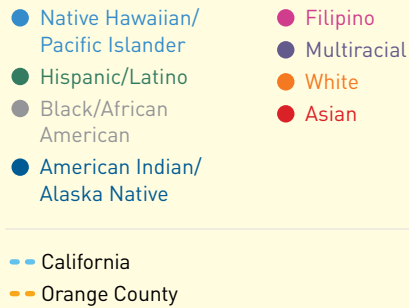 Native Hawaiian/
Pacific Islander
Hispanic/Latino
Black/African
American
American Indian/
Alaska Native
Filipino
Multiracial
White
Asian
California
Orange County